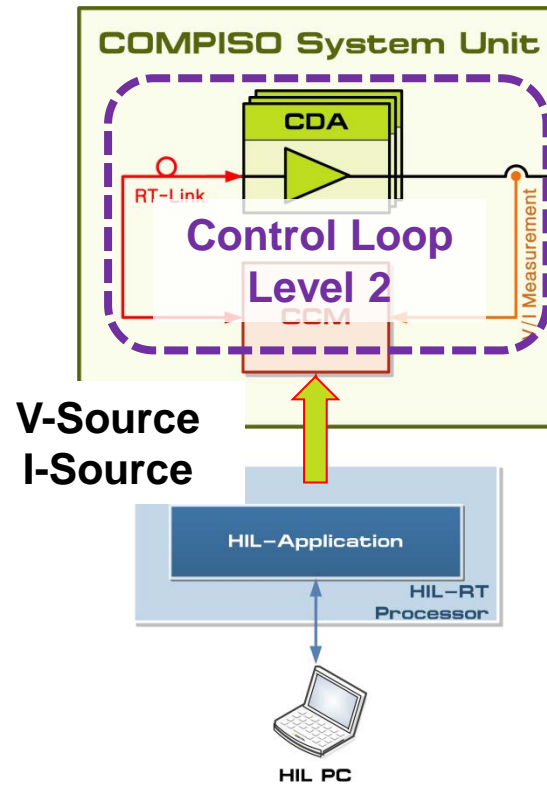 COMPISO System Unit
CDA
RT-Link
Control Loop
Level 2
CCM
V/I Measurement
V-Source
I-Source
HIL-Application
HIL-RT
Processor
HIL PC